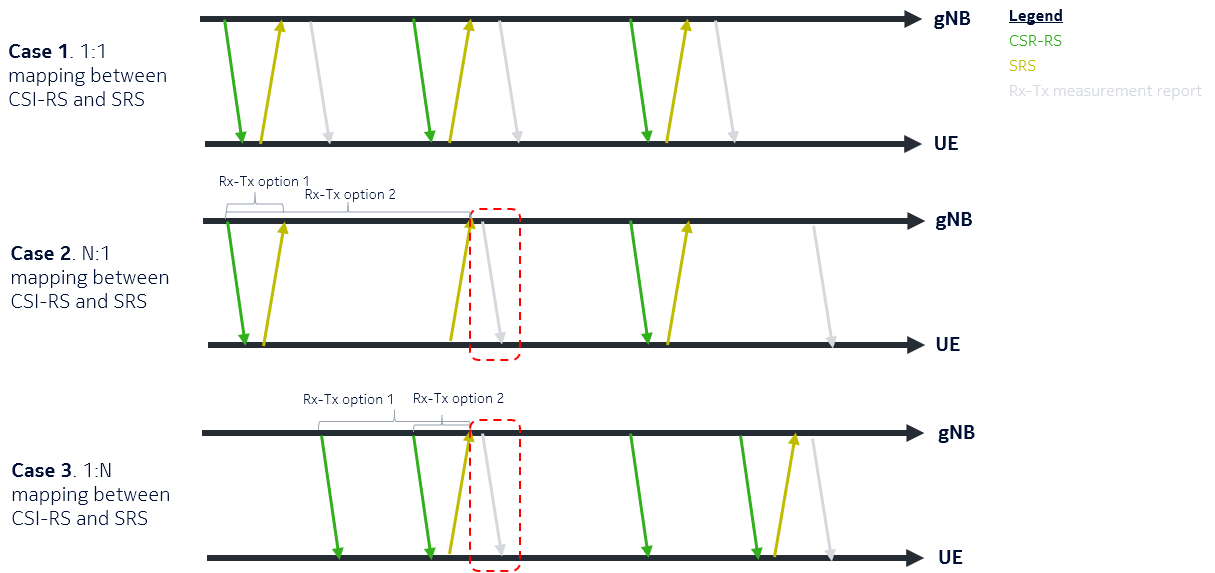 gNB
Legend
CSR-RS
SRS
Rx-Tx measurement report
Case 1. 1:1
mapping between
CSI-RS and SRS
UE
Rx-Tx option 1
Rx-Tx option 2
gNB
Case 2. N:1
mapping between
CSI-RS and SRS
UE
Rx-Tx option 1
Rx-Tx option 2
gNB
Case 3. 1:N
mapping between
CSI-RS and SRS
UE